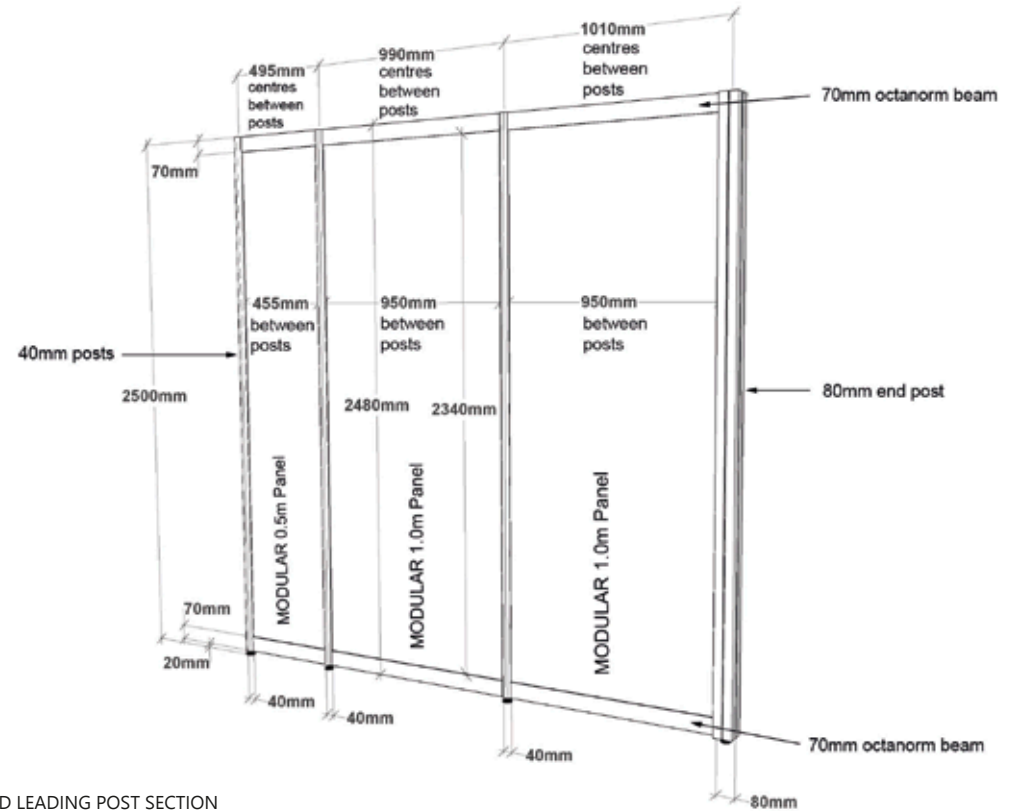 1010mm
centres
between
posts
990mm
centres
between
posts
495mm
centres
between
posts
70mm octanorm beam
70mm
455mm
between
posts
950mm
between
posts
950mm
between
posts
40mm posts
2500mm
2480mm
2340mm
80mm end post
MODULAR 0.5m Panel
MODULAR 1.0m Panel
MODULAR 1.0m Panel
70mm
20mm
40mm
40mm
40mm
70mm octanorm beam
80mm
D LEADING POST SECTION